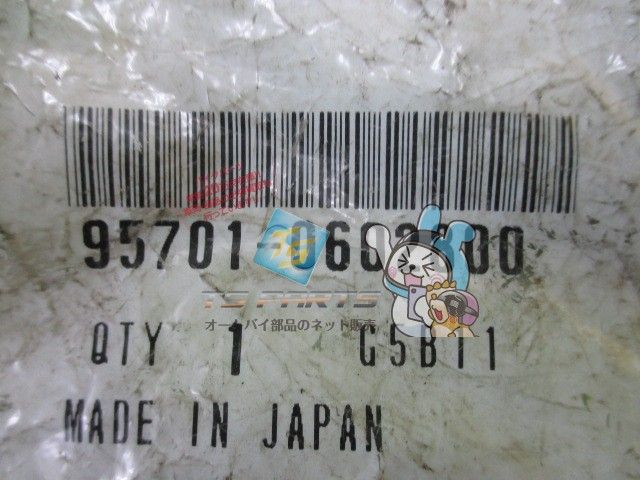 95701-
QTY 1 G5B11
TS PARTS
オートバイ部品のネット販売
MADE IN JAPAN